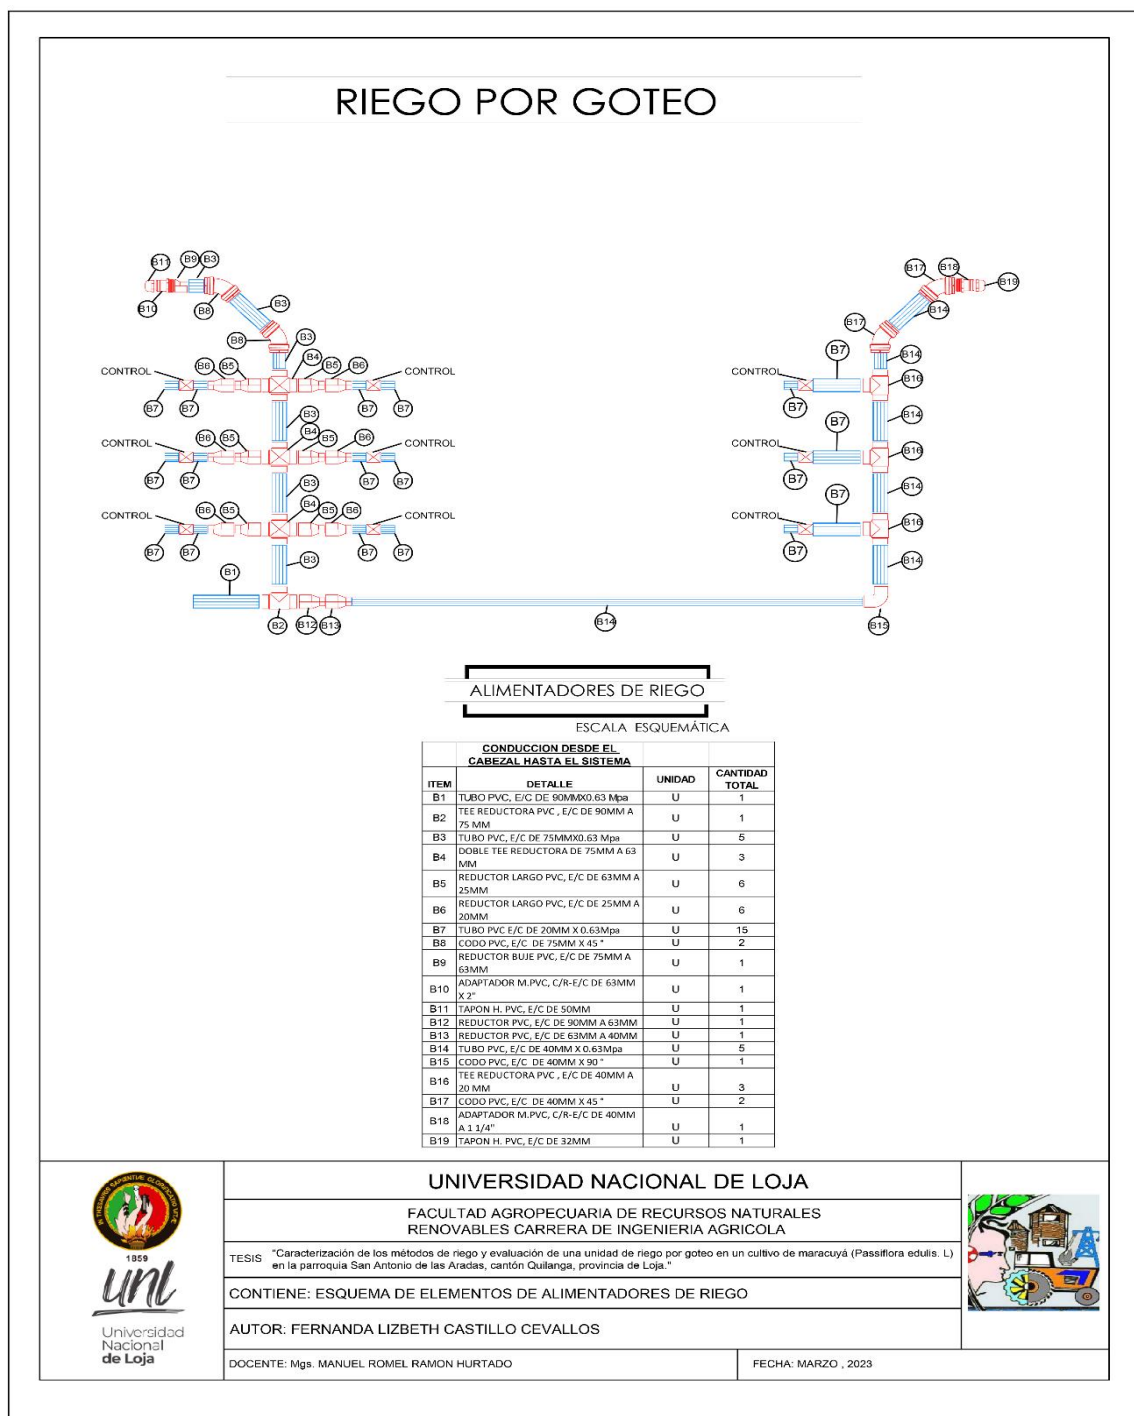 RIEGO POR GOTEO
B11 B9 B3
B10 B8 B3
B8 B3
B17 B18 B19
B14
B17 B14
CONTROL B6 B5 B4 B5 B6 CONTROL
B7 B7 B7 B7
B3
CONTROL B7 B16
B7 B14
CONTROL B6 B5 B4 B5 B6 CONTROL
B7 B7 B7 B7
B3
CONTROL B7 B16
B7 B14
CONTROL B6 B5 B4 B5 B6 CONTROL
B7 B7 B7 B7
B3
CONTROL B7 B16
B7 B14
B1
B2 B12 B13 B14 B15
ALIMENTADORES DE RIEGO
ESCALA ESQUEMÁTICA
CONDUCCION DESDE EL
CABEZAL HASTA EL SISTEMA
ITEM DETALLE UNIDAD CANTIDAD TOTAL
B1 TUBO PVC, E/C DE 90MMX0.63 Mpa U 1
B2 TEE REDUCTORA PVC , E/C DE 90MM A
75 MM U 1
B3 TUBO PVC, E/C DE 75MMX0.63 Mpa U 5
B4 DOBLE TEE REDUCTORA DE 75MM A 63
MM U 3
B5 REDUCTOR LARGO PVC, E/C DE 63MM A
25MM U 6
B6 REDUCTOR LARGO PVC, E/C DE 25MM A
20MM U 6
B7 TUBO PVC E/C DE 20MM X 0.63Mpa U 15
B8 CODO PVC, E/C DE 75MM X 45 " U 2
B9 REDUCTOR BUJE PVC, E/C DE 75MM A
63MM U 1
B10 ADAPTADOR M.PVC, C/R-E/C DE 63MM
X 2" U 1
B11 TAPON H. PVC, E/C DE 50MM U 1
B12 REDUCTOR PVC, E/C DE 90MM A 63MM U 1
B13 REDUCTOR PVC, E/C DE 63MM A 40MM U 1
B14 TUBO PVC, E/C DE 40MM X 0.63Mpa U 5
B15 CODO PVC, E/C DE 40MM X 90 " U 1
B16 TEE REDUCTORA PVC , E/C DE 40MM A
20 MM U 3
B17 CODO PVC, E/C DE 40MM X 45 " U 2
B18 ADAPTADOR M.PVC, C/R-E/C DE 40MM
A 1 1/4" U 1
B19 TAPON H. PVC, E/C DE 32MM U 1
1859
unl
Universidad
Nacional
de Loja
UNIVERSIDAD NACIONAL DE LOJA
FACULTAD AGROPECUARIA DE RECURSOS NATURALES
RENOVABLES CARRERA DE INGENIERIA AGRICOLA
TESIS "Caracterización de los métodos de riego y evaluación de una unidad de riego por goteo en un cultivo de maracuyá (Passiflora edulis. L)
en la parroquia San Antonio de las Aradas, cantón Quilanga, provincia de Loja."
CONTIENE: ESQUEMA DE ELEMENTOS DE ALIMENTADORES DE RIEGO
AUTOR: FERNANDA LIZBETH CASTILLO CEVALLOS
DOCENTE: Mgs. MANUEL ROMEL RAMON HURTADO
FECHA: MARZO , 2023